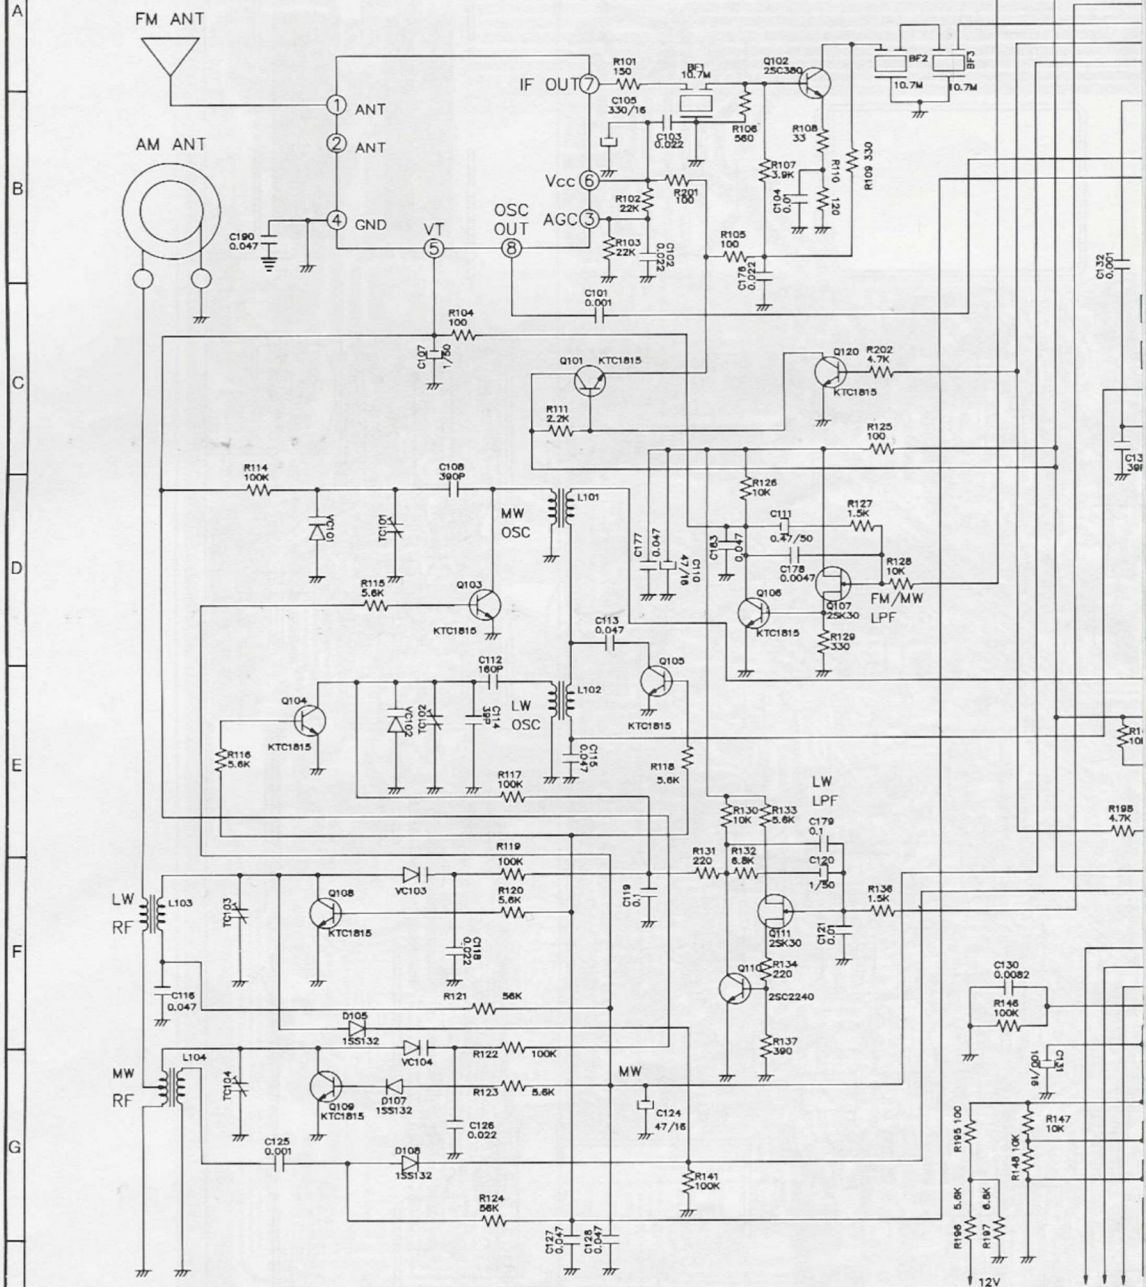 A
FM ANT
IF OUT 7
R101
150
BF1
10.7M
Q102
2SC380
BF2
10.7M
BF3
10.7M
1 ANT
2 ANT
C105
330/16
C103
0.022
R106
560
R108
33
R107
3.9K
C104
0.01
R110
120
R109 330
AM ANT
B
Vcc 6
R201
100
R102
22K
OSC
OUT
8
AGC 3
4 GND
VT
5
C190
0.047
R103
22K
C102
0.022
R105
100
C176
0.022
C132
0.001
C101
0.001
R104
100
C107
1/50
C
Q101 KTC1815
Q120
KTC1815
R202
4.7K
R111
2.2K
R125
100
C13
39P
R114
100K
C108
390P
MW
OSC
L101
R126
10K
C111
0.47/50
R127
1.5K
VC101
TC101
C177
0.047
C110
47/16
C163
0.047
C178
0.0047
D
R115
5.6K
Q103
KTC1815
Q106
KTC1815
Q107
2SK30
R128
10K
FM/MW
LPF
C113
0.047
R129
330
C112
160P
Q105
KTC1815
Q104
KTC1815
VC102
TC102
C114
39P
LW
OSC
L102
C115
0.047
E
R116
5.6K
R118
5.6K
R117
100K
LW
LPF
R130
10K
R133
5.6K
C179
0.1
R198
4.7K
R119
100K
R131
220
R132
6.8K
C120
1/50
VC103
R120
5.6K
C119
R136
1.5K
LW
RF
L103
TC103
Q108
KTC1815
Q111
2SK30
C121
0.01
F
C118
0.022
Q110
2SC2240
R134
220
C130
0.0082
C116
0.047
R121 56K
R146
100K
D105
1SS132
R137
390
L104
VC104
R122 100K
C131
100/16
MW
RF
TC104
Q109
KTC1815
D107
1SS132
R123 5.6K
MW
C124
47/16
C126
0.022
R195 100
R147
10K
G
C125
0.001
D108
1SS132
R148 10K
R141
100K
R124
56K
R196 5.6K
R197 6.8K
C127
0.047
C128
0.047
12V